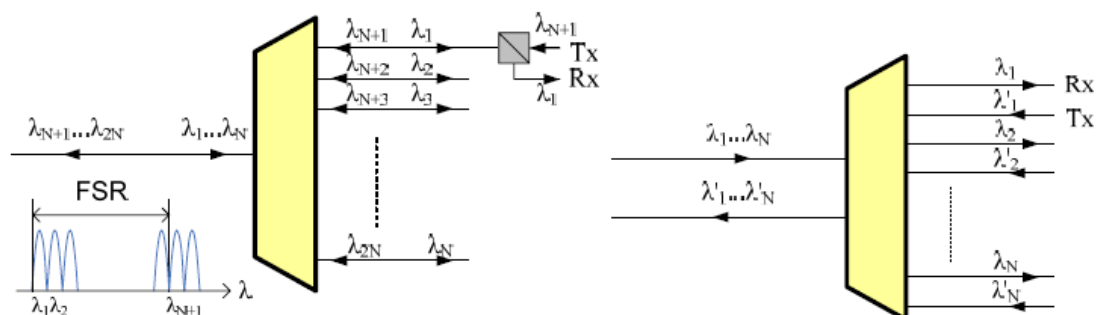 λN+1 λ1 λN+1 Tx
λN+2 λ2 Rx
λN+3 λ3 λ1
λN+1...λ2N λ1...λN
FSR
λ2N λN
λ1λ2 λN+1 λ
λ1 Rx
λ'1 Tx
λ2
λ'2
λ1...λN
λ'1...λ'N
λN
λ'N